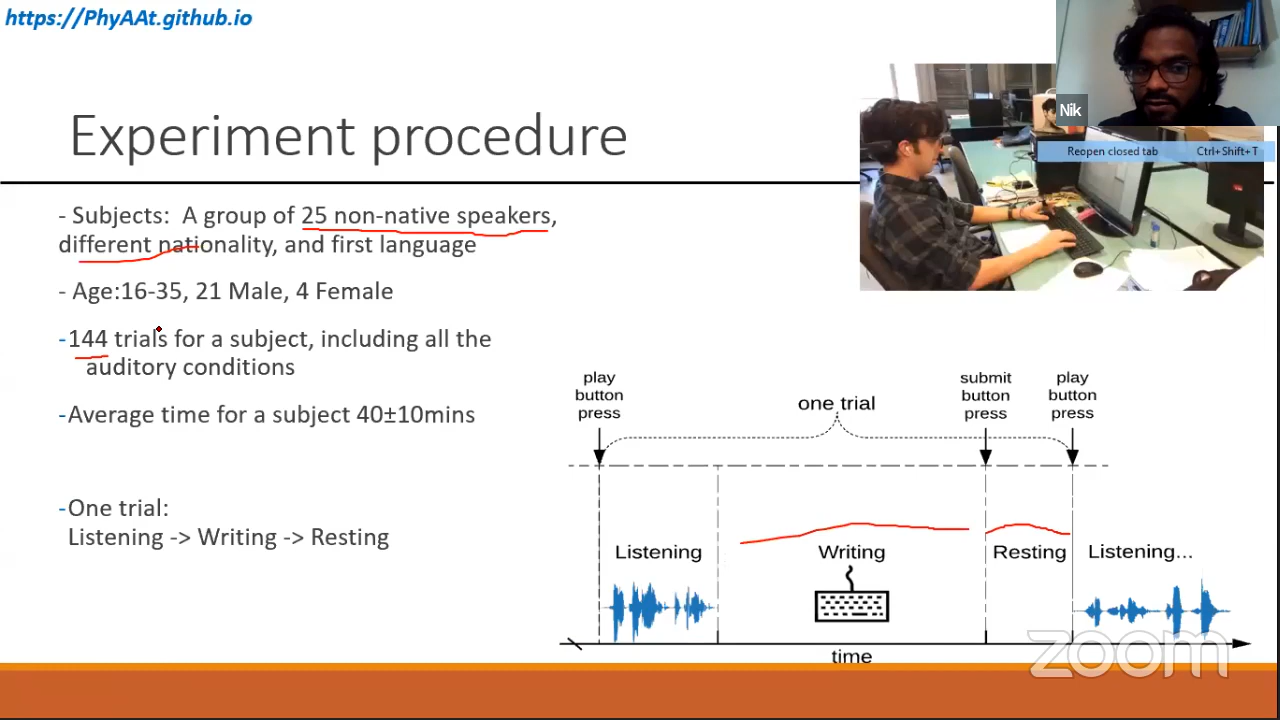 https://PhyAAt.github.io
Nik
Reopen closed tab Ctrl+Shift+T
Experiment procedure
- Subjects: A group of 25 non-native speakers,
different nationality, and first language
- Age:16-35, 21 Male, 4 Female
-144 trials for a subject, including all the
auditory conditions
-Average time for a subject 40±10mins
-One trial:
Listening -> Writing -> Resting
play
button
press
one trial
submit
button
press
play
button
press
Listening
Writing
Resting
Listening...
time
zoom